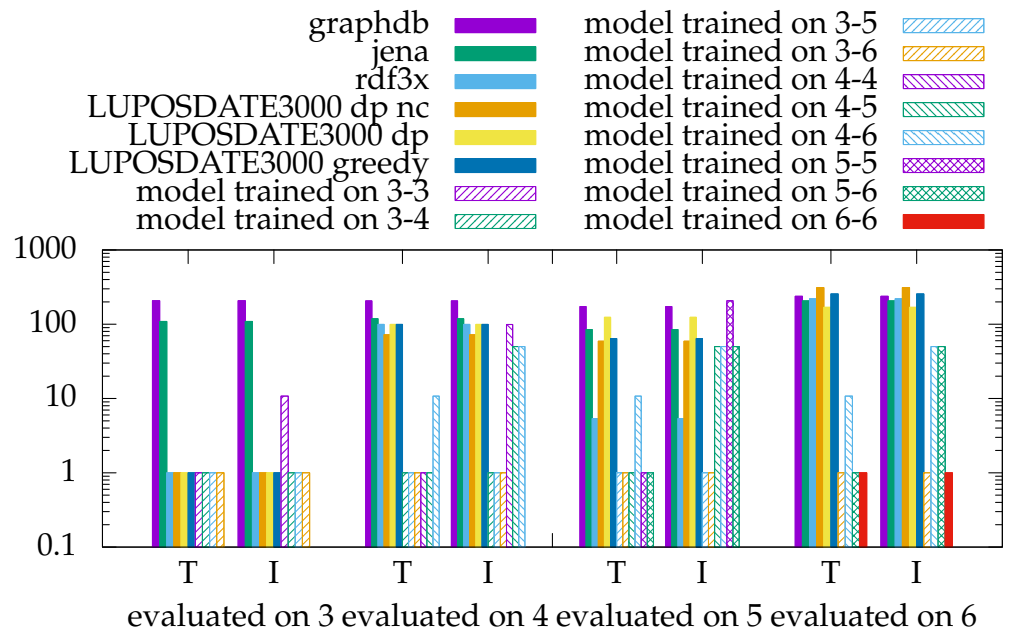 graphdb
jena
rdf3x
LUPOSDATE3000 dp nc
LUPOSDATE3000 dp
LUPOSDATE3000 greedy
model trained on 3-3
model trained on 3-4
model trained on 3-5
model trained on 3-6
model trained on 4-4
model trained on 4-5
model trained on 4-6
model trained on 5-5
model trained on 5-6
model trained on 6-6
1000
100
10
1
0.1
T I T I T I T I
evaluated on 3 evaluated on 4 evaluated on 5 evaluated on 6